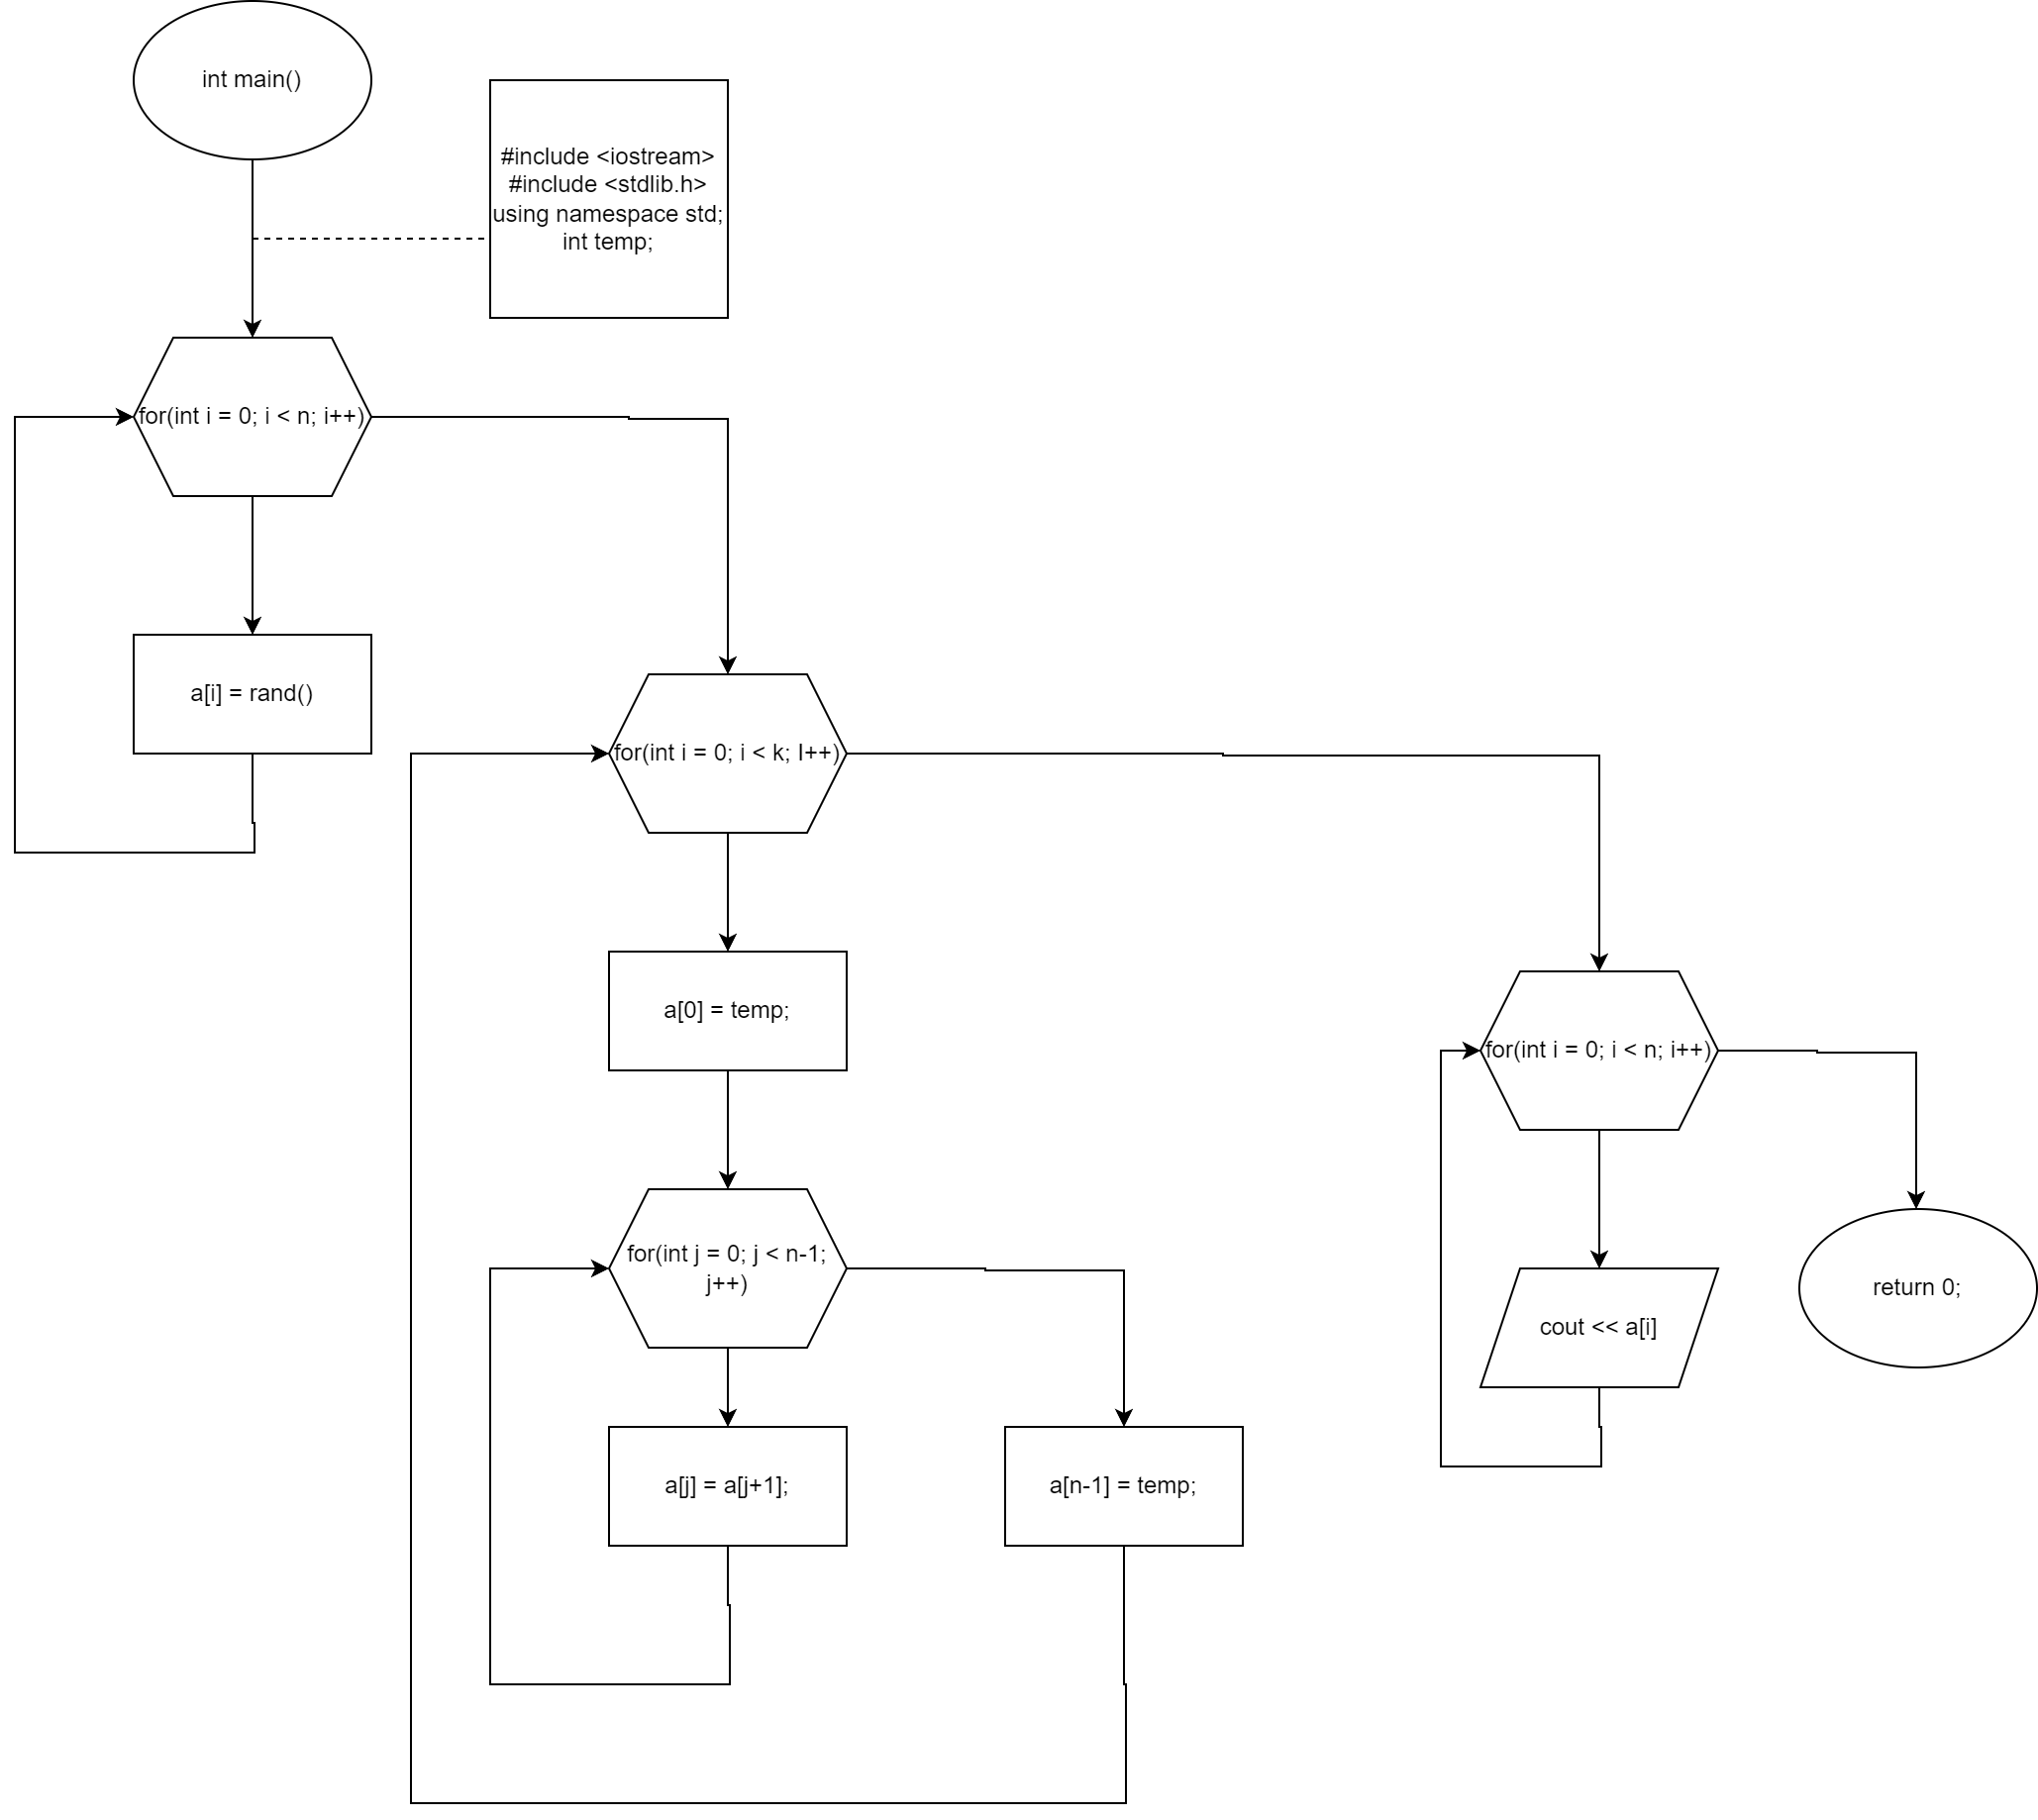 int main()
#include <iostream>
#include <stdlib.h>
using namespace std;
int temp;
for(int i = 0; i < n; i++)
a[i] = rand()
for(int i = 0; i < k; I++)
a[0] = temp;
for(int j = 0; j < n-1;
j++)
a[j] = a[j+1];
a[n-1] = temp;
for(int i = 0; i < n; i++)
cout << a[i]
return 0;